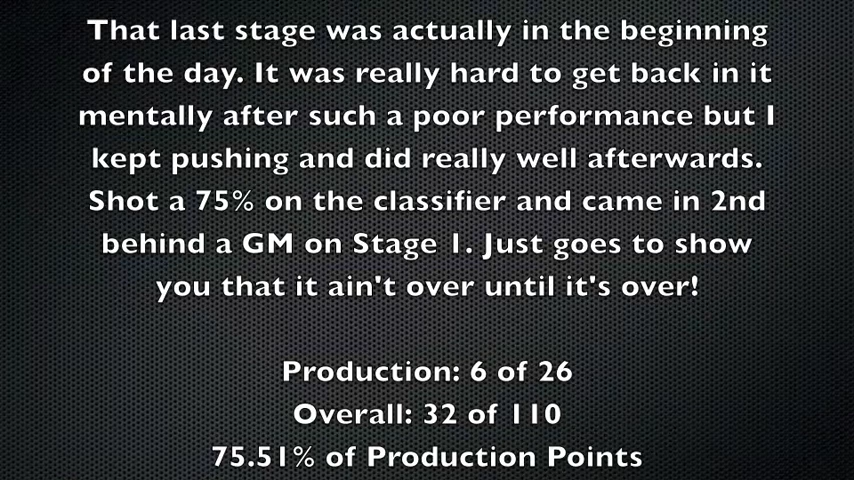 That last stage was actually in the beginning
of the day. It was really hard to get back in it
mentally after such a poor performance but I
kept pushing and did really well afterwards.
Shot a 75% on the classifier and came in 2nd
behind a GM on Stage 1. Just goes to show
you that it ain't over until it's over!
Production: 6 of 26
Overall: 32 of 110
75.51% of Production Points